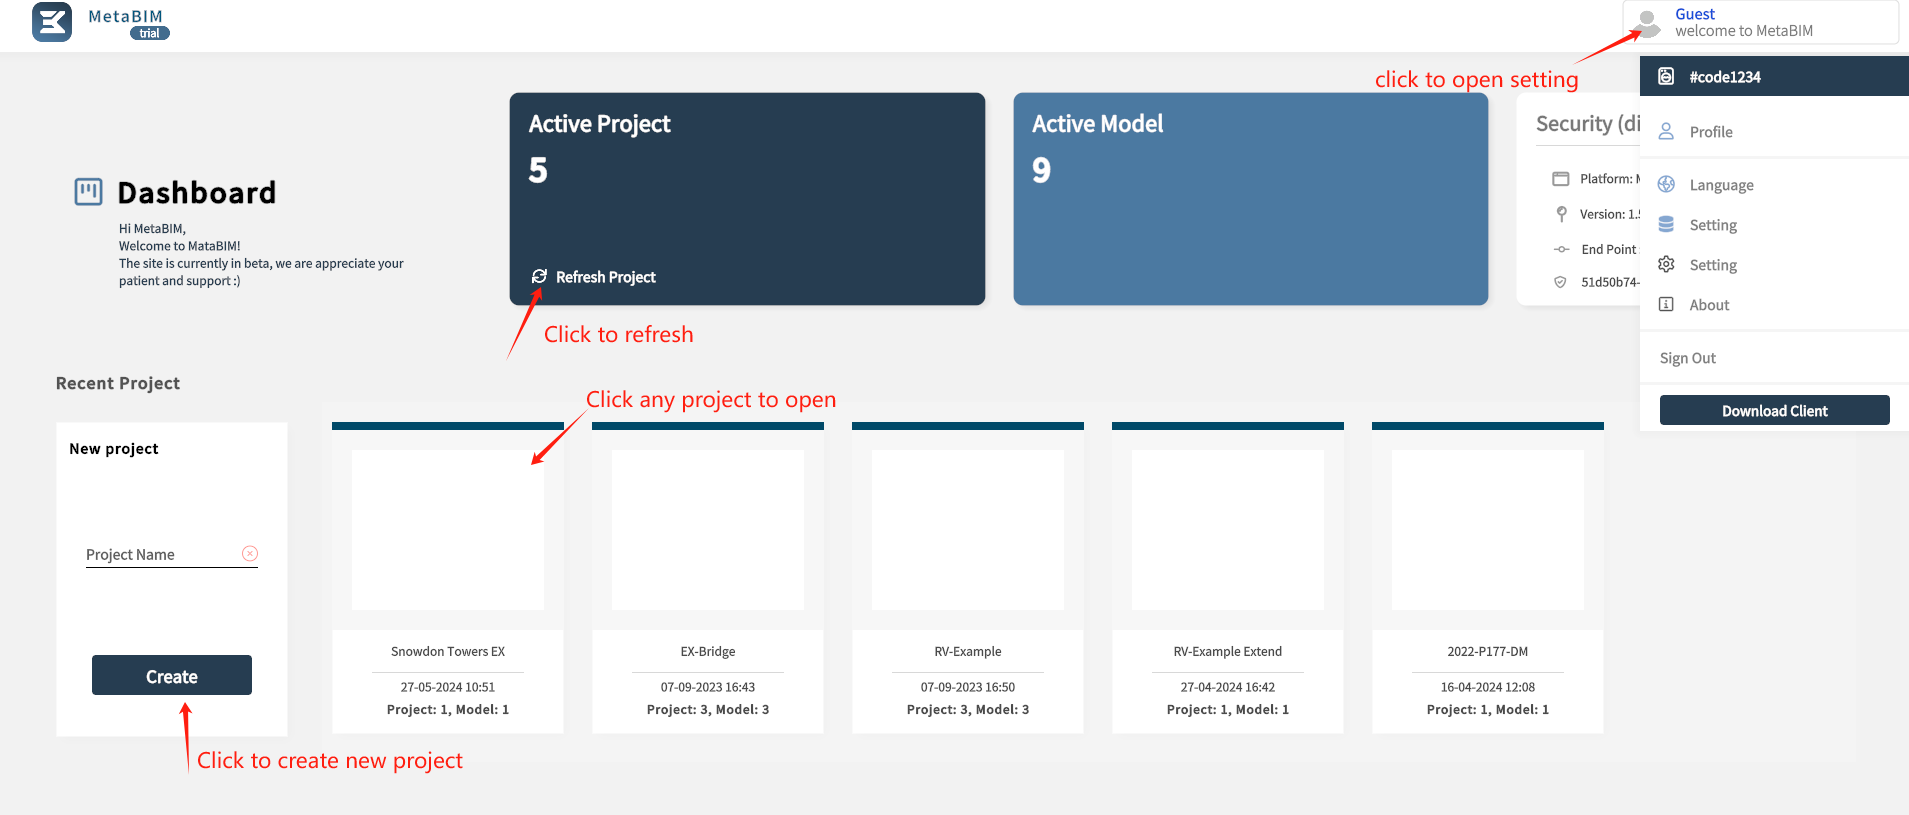 MetaBIM
trial
Guest
welcome to MetaBIM
click to open setting
#code1234
Profile
Language
Setting
Setting
About
Sign Out
Download Client
Active Project
5
Refresh Project
Click to refresh
Active Model
9
Security (di
Platform:
Version: 1.
End Point
51d50b74-
Dashboard
Hi MetaBIM,
Welcome to MataBIM!
The site is currently in beta, we are appreciate your
patient and support :)
Recent Project
Click any project to open
New project
Project Name
Create
Click to create new project
Snowdon Towers EX
27-05-2024 10:51
Project: 1, Model: 1
EX-Bridge
07-09-2023 16:43
Project: 3, Model: 3
RV-Example
07-09-2023 16:50
Project: 3, Model: 3
RV-Example Extend
27-04-2024 16:42
Project: 1, Model: 1
2022-P177-DM
16-04-2024 12:08
Project: 1, Model: 1